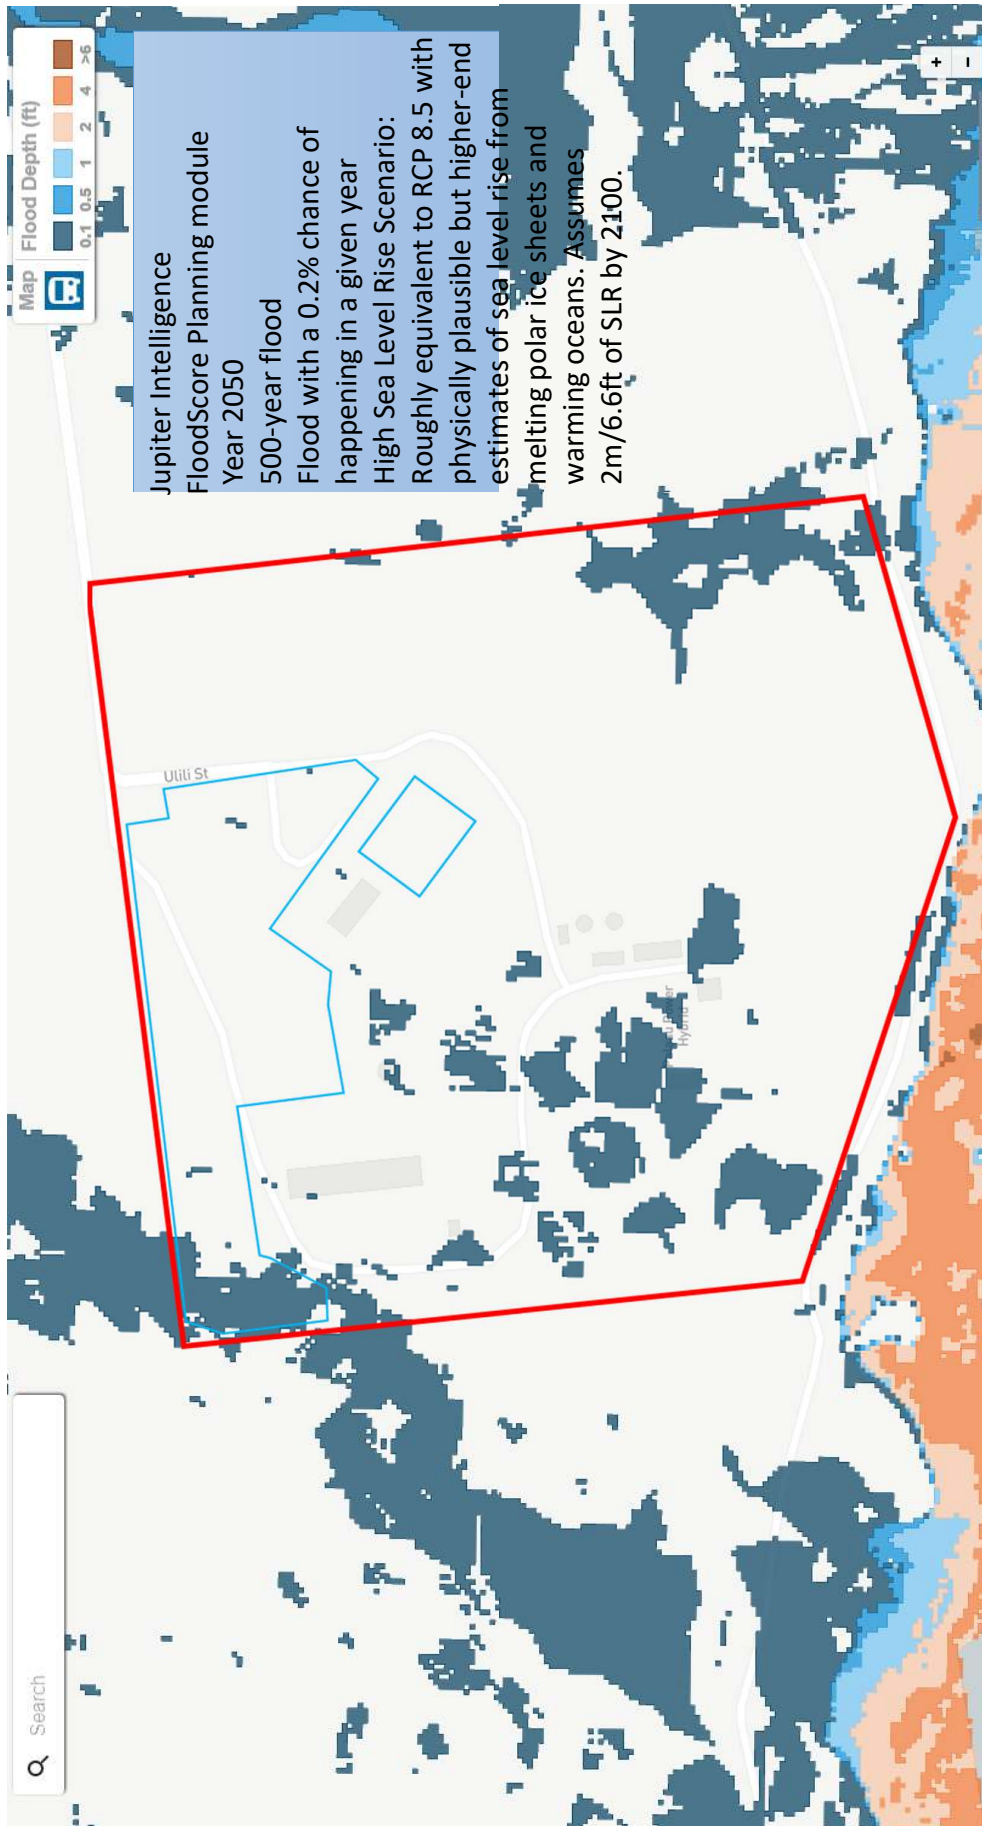 Search
Map
Flood Depth (ft)
0.1 0.5 1 2 4 >6
Jupiter Intelligence
FloodScore Planning module
Year 2050
500-year flood
Flood with a 0.2% chance of
happening in a given year
High Sea Level Rise Scenario:
Roughly equivalent to RCP 8.5 with
physically plausible but higher-end
estimates of sea level rise from
melting polar ice sheets and
warming oceans. Assumes
2m/6.6ft of SLR by 2100.
Ulili St
Hybrid
+
-